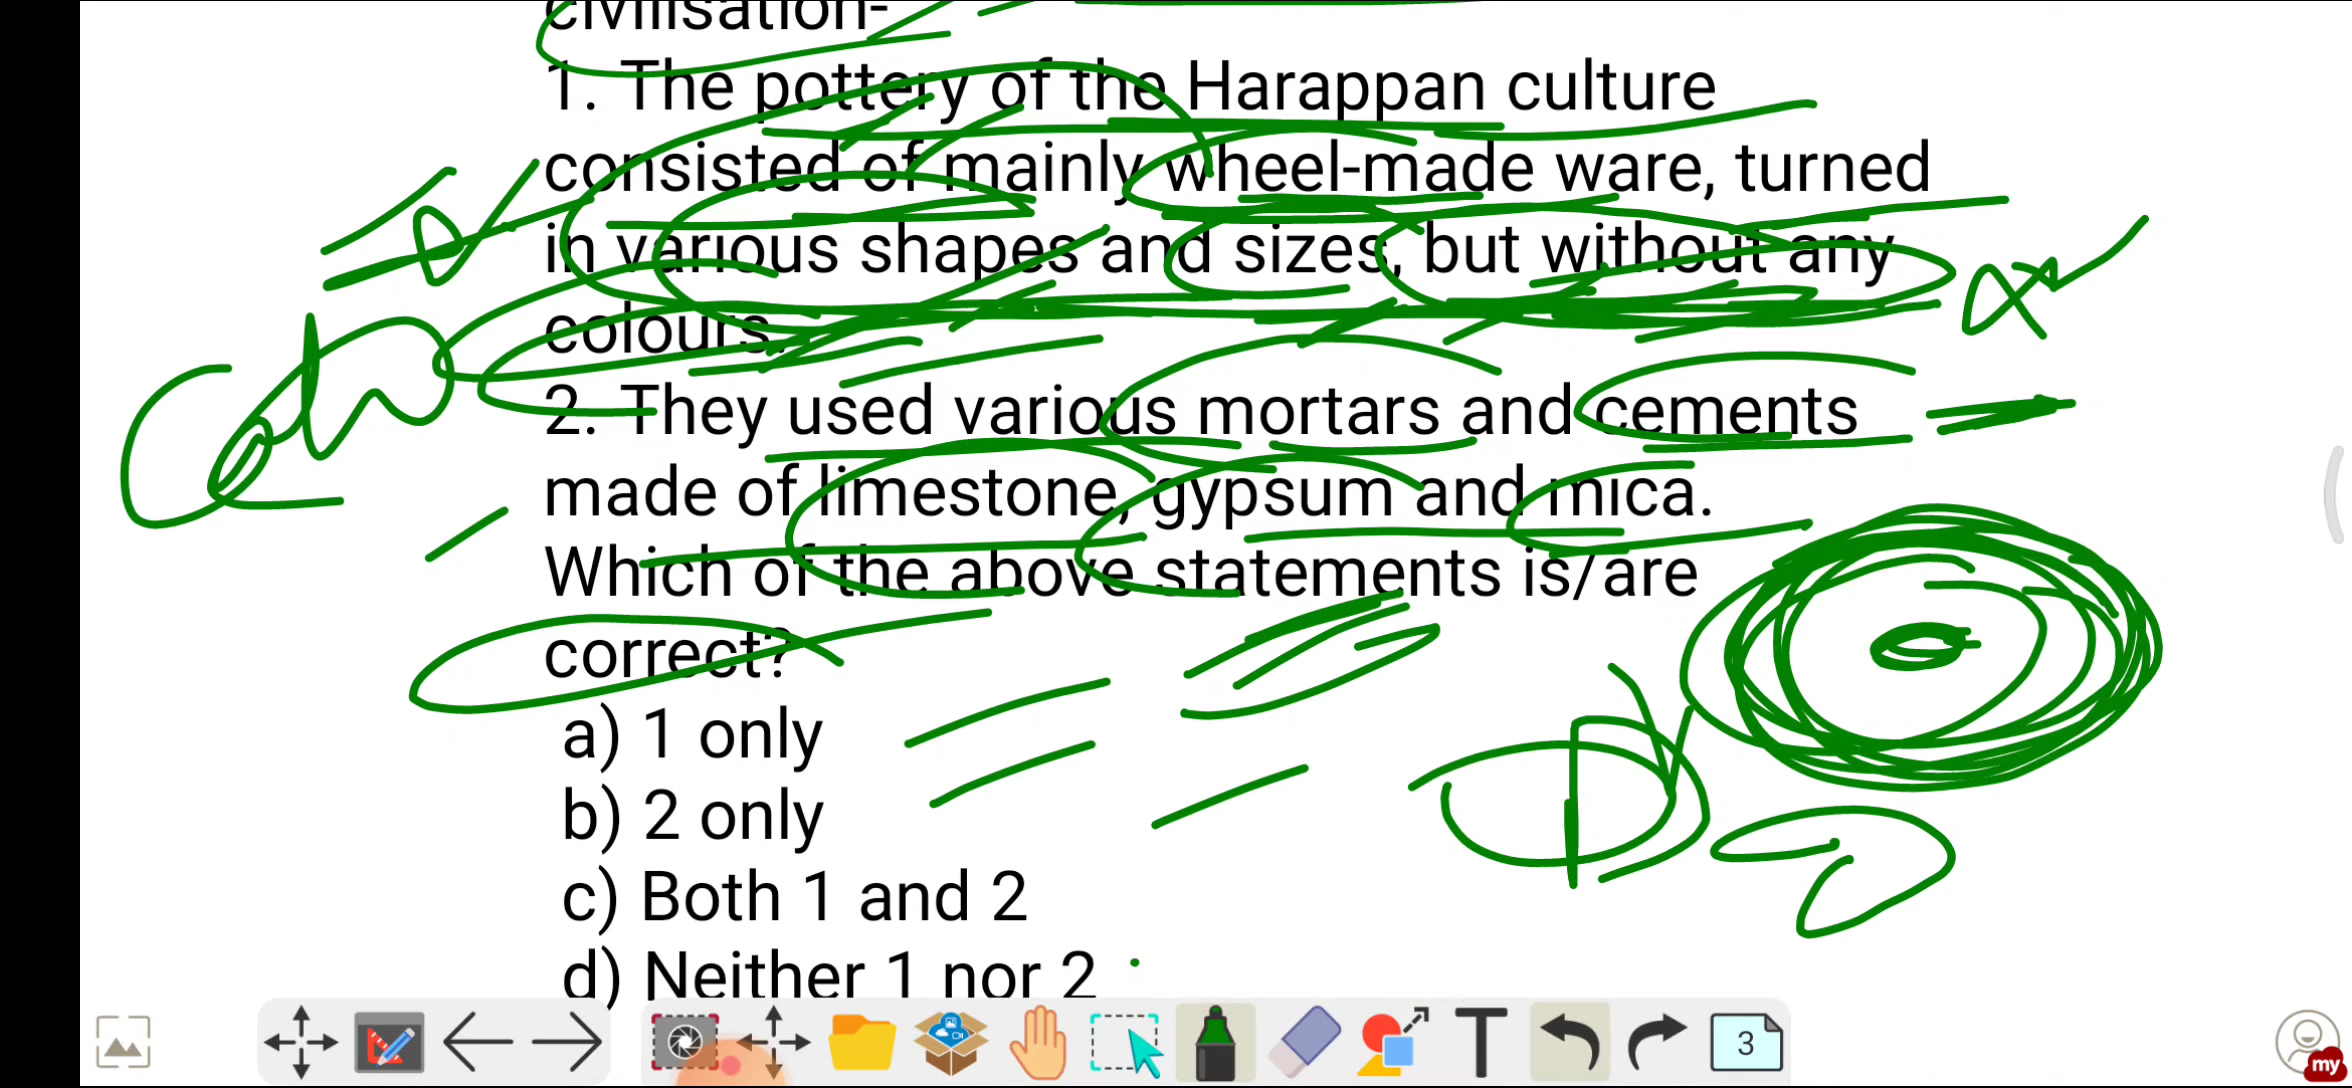 civilisation-
1. The pottery of the Harappan culture
consisted of mainly wheel-made ware, turned
in various shapes and sizes, but without any
colours.
2. They used various mortars and cements
made of limestone, gypsum and mica.
Which of the above statements is/are
correct?
a) 1 only
b) 2 only
c) Both 1 and 2
d) Neither 1 nor 2
T
3
my